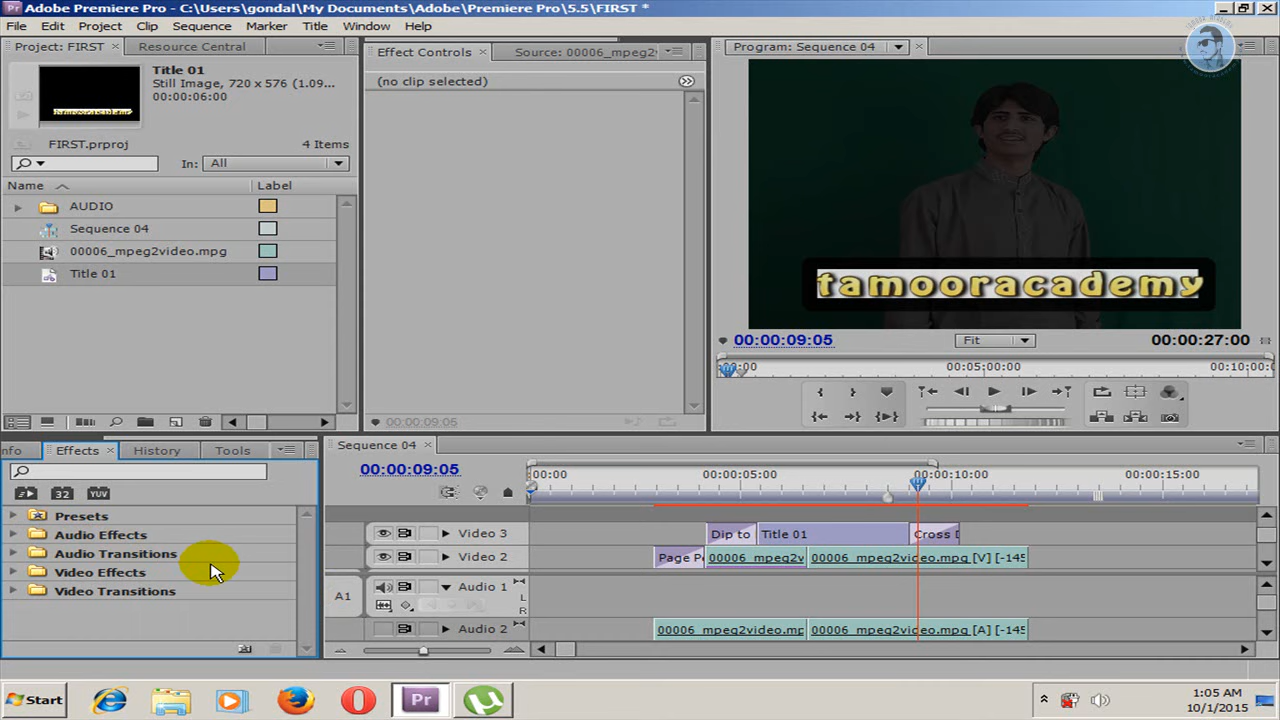 Adobe Premiere Pro - C:\Users\gondal\My Documents\Adobe\Premiere Pro\5.5\FIRST *
File Edit Project Clip Sequence Marker Title Window Help
Project: FIRST
Resource Central
Effect Controls
Source: 00006_mpeg2
Program: Sequence 04
Title 01
Still Image, 720 x 576 (1.09...
00:00:06:00
(no clip selected)
FIRST.prproj
4 Items
In: All
Name
Label
AUDIO
Sequence 04
00006_mpeg2video.mpg
Title 01
tamooracademy
tamooracademy
00:00:09:05
Fit
00:00:27:00
00:00
00:05:00:00
00:10:00:
00:00:09:05
nfo
Effects
History
Tools
Sequence 04
00:00:09:05
00:00
00:00:05:00
00:00:10:00
00:00:15:00
32
YUV
Presets
Audio Effects
Audio Transitions
Video Effects
Video Transitions
Video 3
Dip to
Title 01
Cross D
Video 2
Page P
00006_mpeg2v
00006_mpeg2video.mpg [V] [-145
A1
Audio 1
L
R
Audio 2
00006_mpeg2video.mp
00006_mpeg2video.mpg [A] [-145
Start
Pr
1:05 AM
10/1/2015